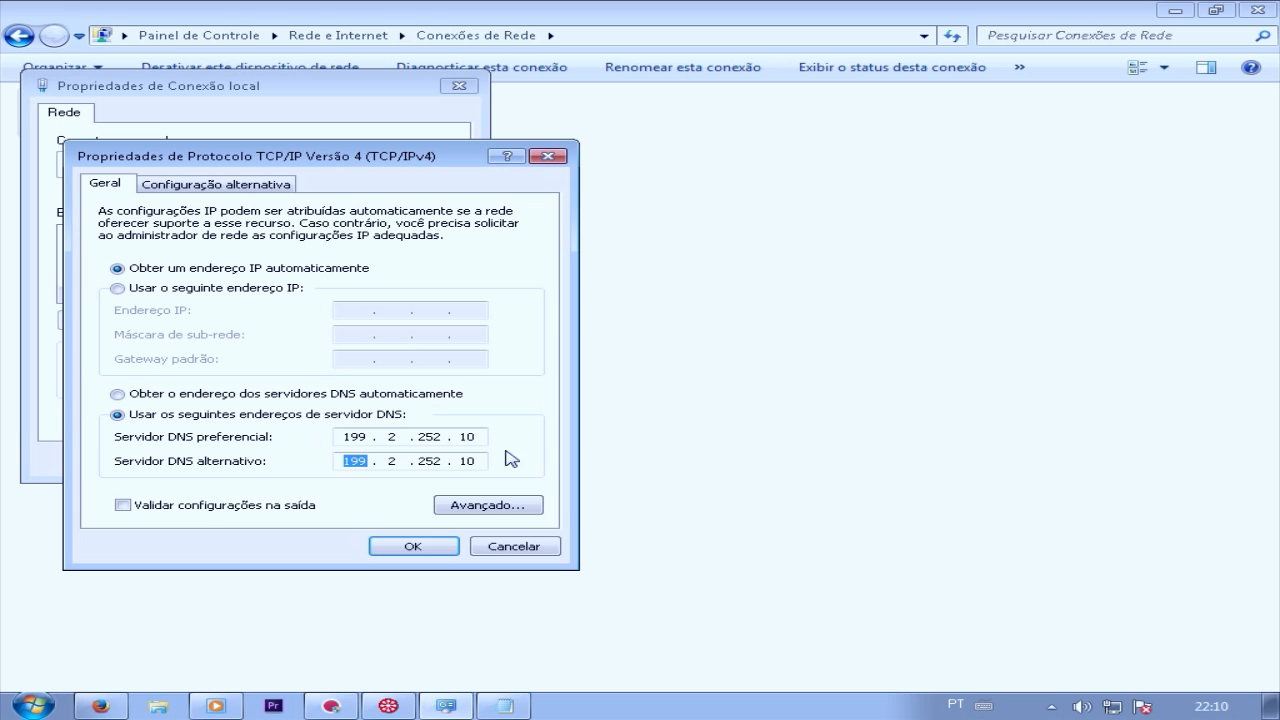 Painel de Controle
Rede e Internet
Conexões de Rede
Pesquisar Conexões de Rede
Organizar
Desativar este dispositivo de rede
Diagnosticar esta conexão
Renomear esta conexão
Exibir o status desta conexão
»
Propriedades de Conexão local
Rede
Propriedades de Protocolo TCP/IP Versão 4 (TCP/IPv4)
Geral
Configuração alternativa
As configurações IP podem ser atribuídas automaticamente se a rede
oferecer suporte a esse recurso. Caso contrário, você precisa solicitar
ao administrador de rede as configurações IP adequadas.
Obter um endereço IP automaticamente
Usar o seguinte endereço IP:
Endereço IP: . . .
Máscara de sub-rede: . . .
Gateway padrão: . . .
Obter o endereço dos servidores DNS automaticamente
Usar os seguintes endereços de servidor DNS:
Servidor DNS preferencial: 199 . 2 . 252 . 10
Servidor DNS alternativo: 199 . 2 . 252 . 10
Validar configurações na saída
Avançado...
OK
Cancelar
Pr
PT
22:10